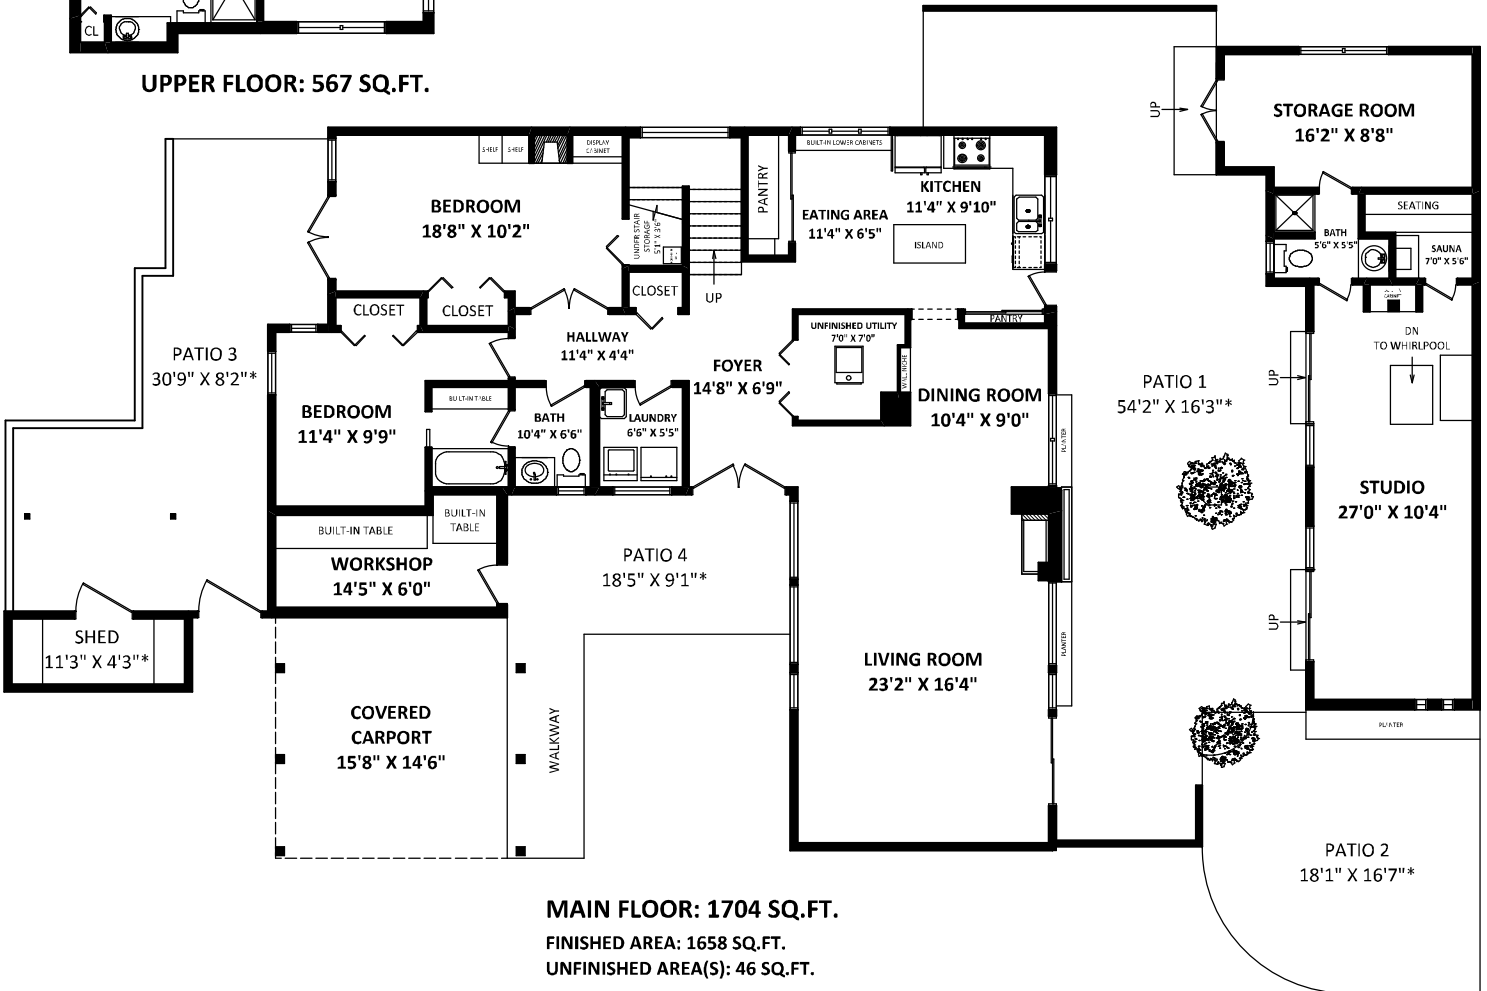 CL
UPPER FLOOR: 567 SQ.FT.
STORAGE ROOM
16'2" X 8'8"
UP
SHELF
SHELF
DISPLAY
BUILT-IN LOWER CABINETS
BEDROOM
18'8" X 10'2"
UNDER STAIR
STORAGE
5'1" X 3'6"
PANTRY
KITCHEN
11'4" X 9'10"
EATING AREA
11'4" X 6'5"
ISLAND
SEATING
BATH
5'6" X 5'5"
SAUNA
7'0" X 5'6"
CLOSET
UP
CLOSET
CLOSET
CABINET
PANTRY
HALLWAY
11'4" X 4'4"
UNFINISHED UTILITY
7'0" X 7'0"
WALL NICHE
DN
TO WHIRLPOOL
PATIO 3
30'9" X 8'2"*
FOYER
14'8" X 6'9"
UP
PATIO 1
54'2" X 16'3"*
DINING ROOM
10'4" X 9'0"
BUILT-IN TABLE
BEDROOM
11'4" X 9'9"
BATH
10'4" X 6'6"
LAUNDRY
6'6" X 5'5"
PLANTER
STUDIO
27'0" X 10'4"
BUILT-IN
TABLE
BUILT-IN TABLE
WORKSHOP
14'5" X 6'0"
PATIO 4
18'5" X 9'1"*
UP
SHED
11'3" X 4'3"*
PLANTER
LIVING ROOM
23'2" X 16'4"
COVERED
CARPORT
15'8" X 14'6"
WALKWAY
PLANTER
PATIO 2
18'1" X 16'7"*
MAIN FLOOR: 1704 SQ.FT.
FINISHED AREA: 1658 SQ.FT.
UNFINISHED AREA(S): 46 SQ.FT.